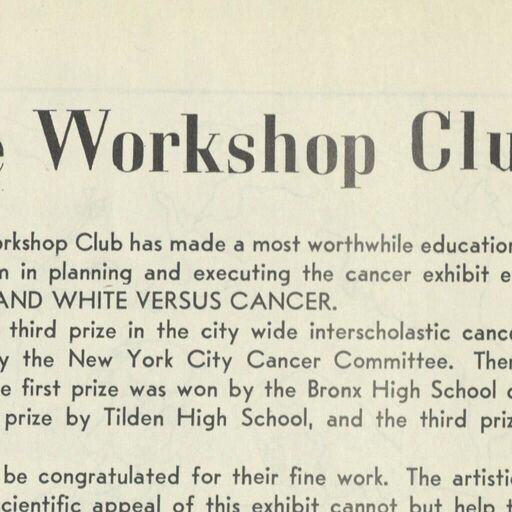 Workshop Clu
orkshop Club has made a most worthwhile education
m in planning and executing the cancer exhibit e
AND WHITE VERSUS CANCER.
third prize in the city wide interscholastic cance
y the New York City Cancer Committee. Ther
e first prize was won by the Bronx High School o
prize by Tilden High School, and the third priz
be congratulated for their fine work. The artistic
cientific appeal of this exhibit cannot but help t